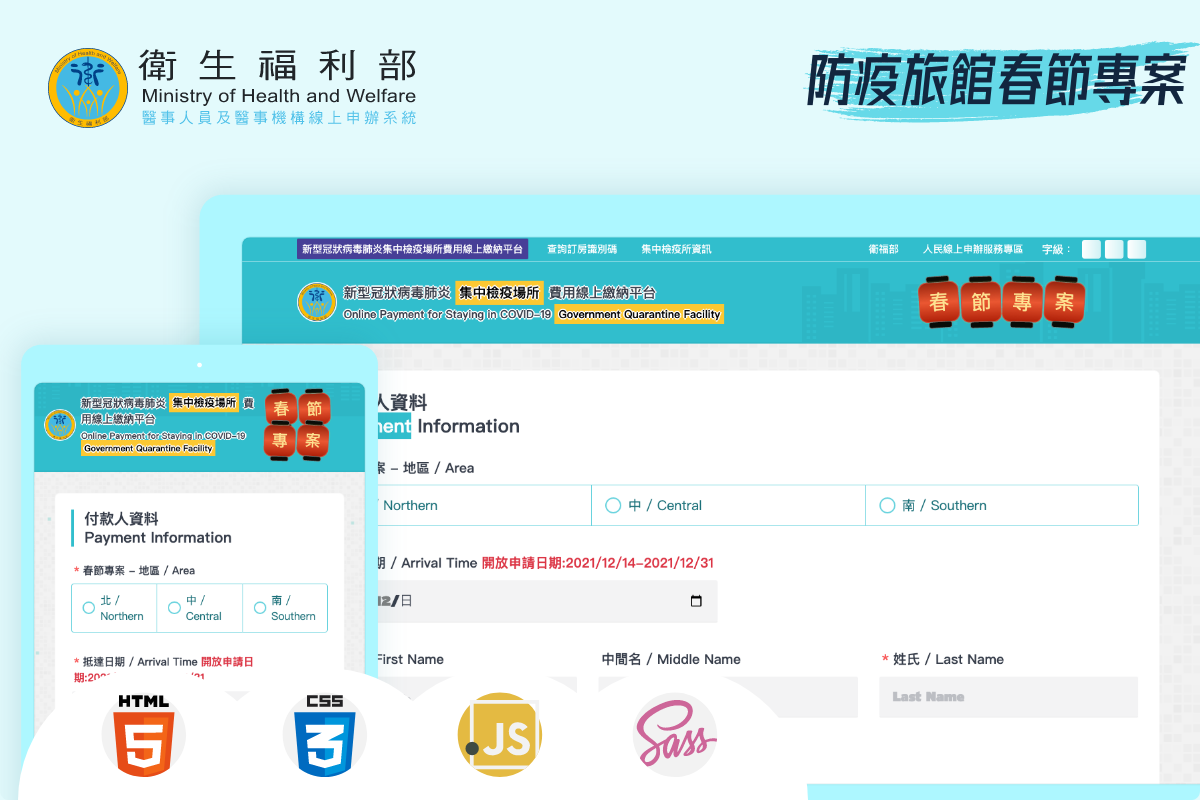 衛生福利部
Ministry of Health and Welfare
醫事人員及醫事機構線上申辦系統
Ministry of Health and Welfare
衛生福利部
防疫旅館春節專案
新型冠狀病毒肺炎集中檢疫場所費用線上繳納平台 查詢訂房識別碼 集中檢疫所資訊 衛福部 人民線上申辦服務專區 字級：
新型冠狀病毒肺炎 集中檢疫場所 費用線上繳納平台
Online Payment for Staying in COVID-19 Government Quarantine Facility
春節專案
人資料
ment Information
案 – 地區 / Area
Northern 中 / Central 南 / Southern
期 / Arrival Time 開放申請日期:2021/12/14-2021/12/31
12/日
First Name 中間名 / Middle Name * 姓氏 / Last Name
Last Name
新型冠狀病毒肺炎 集中檢疫場所 費
用線上繳納平台
Online Payment for Staying in COVID-19
Government Quarantine Facility
春節
專案
付款人資料
Payment Information
* 春節專案 – 地區 / Area
北 / Northern
中 / Central
南 / Southern
* 抵達日期 / Arrival Time 開放申請日
期:202
HTML
5
CSS
3
JS
Sass